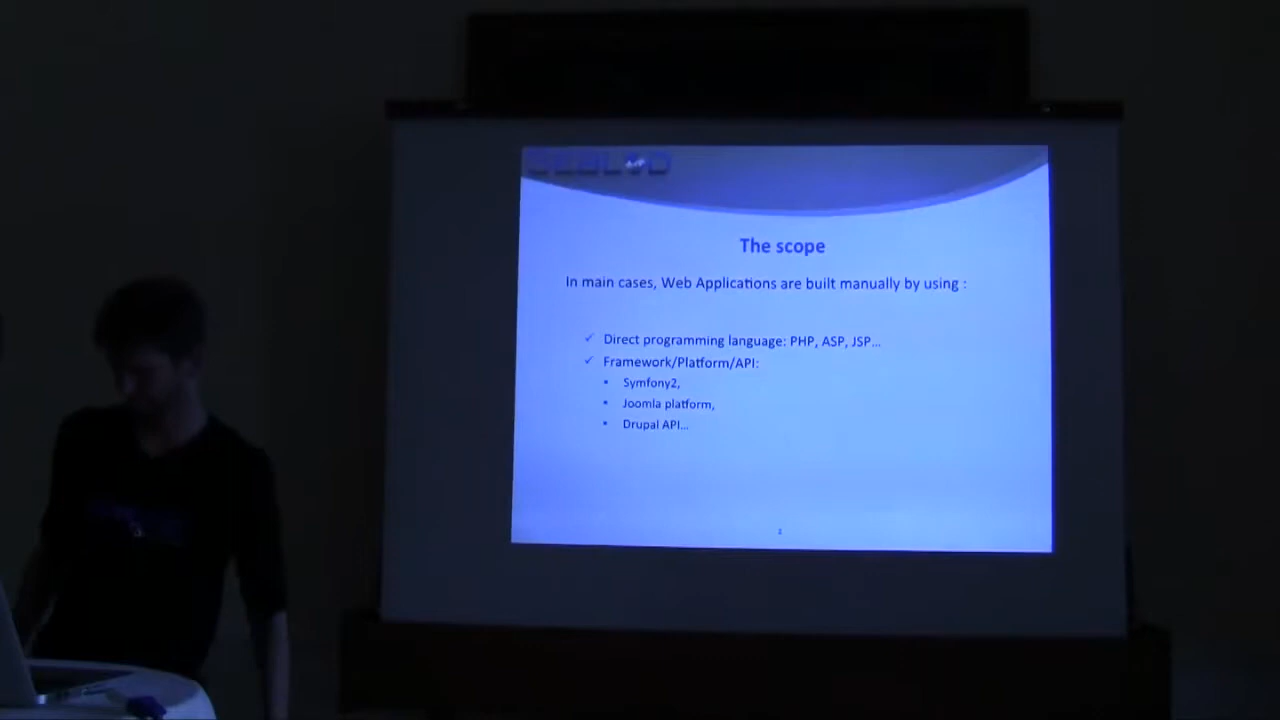 The scope
In main cases, Web Applications are built manually by using :
✓ Direct programming language: PHP, ASP, JSP...
✓ Framework/Platform/API:
• Symfony2,
• Joomla platform,
• Drupal API...